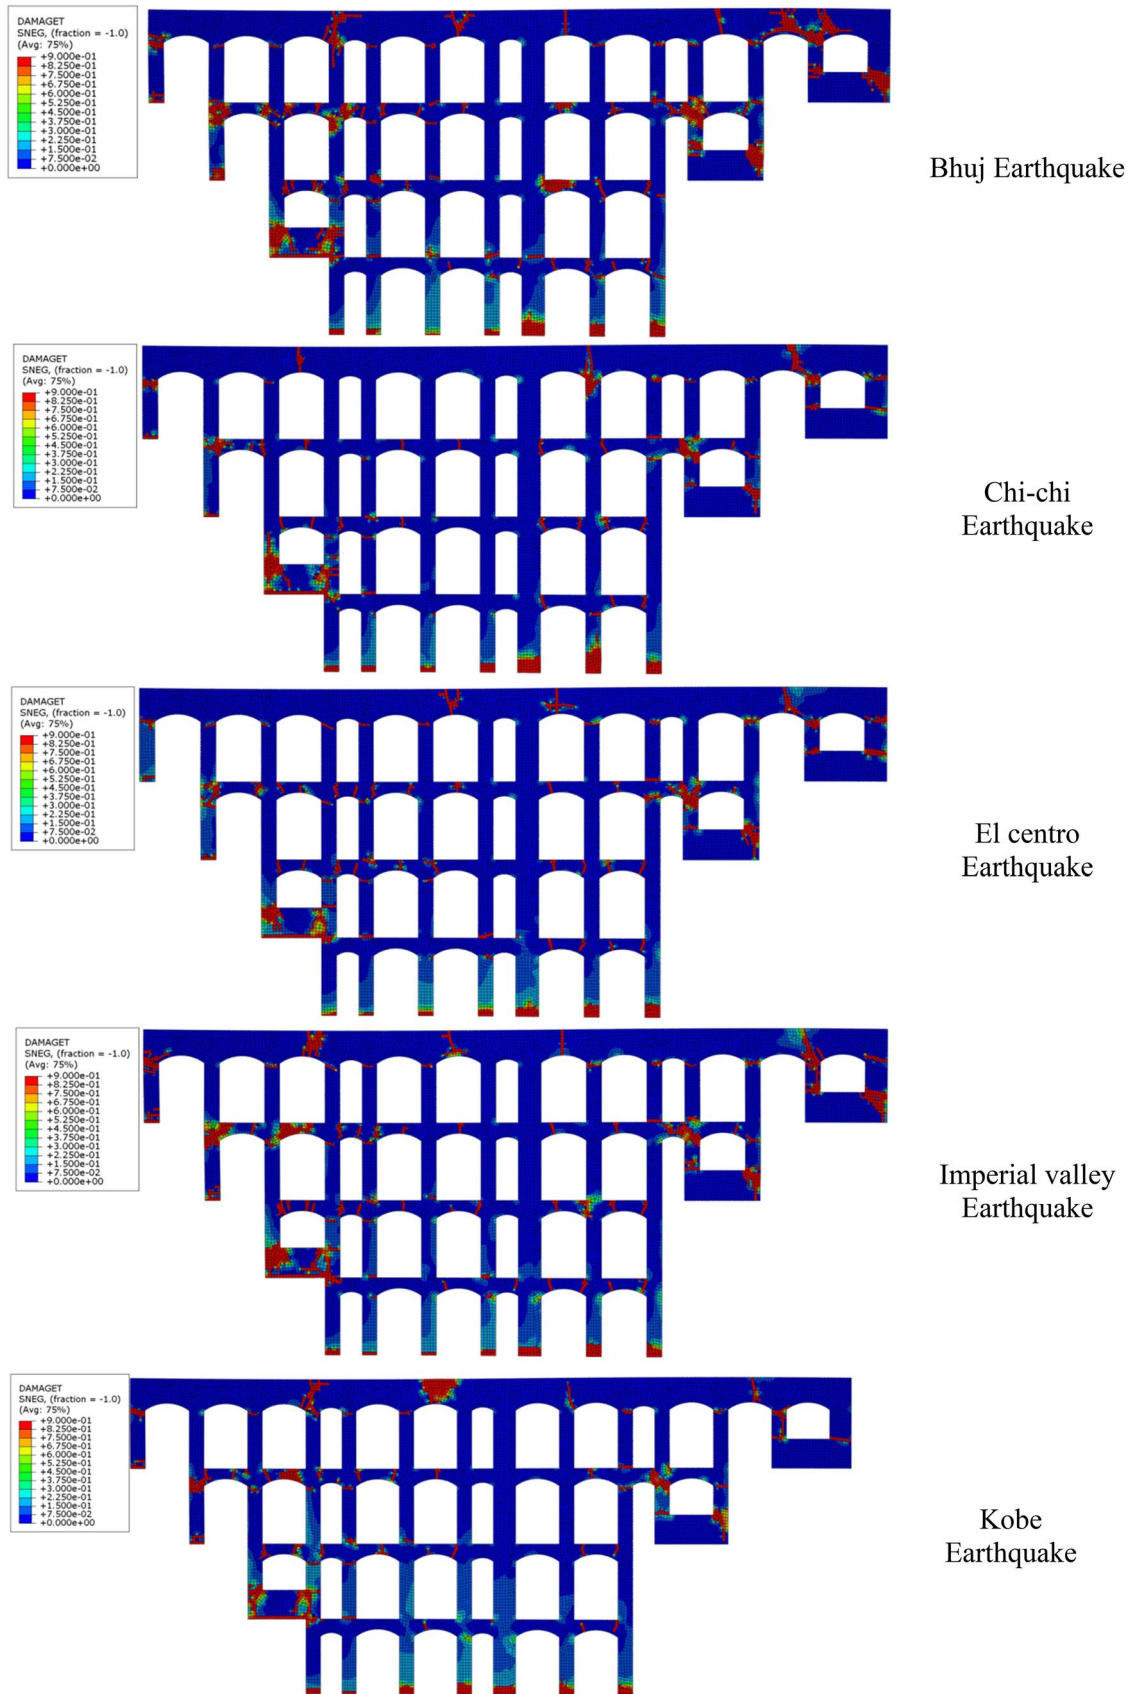 DAMAGET
SNEG, (fraction = -1.0)
(Avg: 75%)
+9.000e-01
+8.250e-01
+7.500e-01
+6.750e-01
+6.000e-01
+5.250e-01
+4.500e-01
+3.750e-01
+3.000e-01
+2.250e-01
+1.500e-01
+7.500e-02
+0.000e+00
Bhuj Earthquake
DAMAGET
SNEG, (fraction = -1.0)
(Avg: 75%)
+9.000e-01
+8.250e-01
+7.500e-01
+6.750e-01
+6.000e-01
+5.250e-01
+4.500e-01
+3.750e-01
+3.000e-01
+2.250e-01
+1.500e-01
+7.500e-02
+0.000e+00
Chi-chi
Earthquake
DAMAGET
SNEG, (fraction = -1.0)
(Avg: 75%)
+9.000e-01
+8.250e-01
+7.500e-01
+6.750e-01
+6.000e-01
+5.250e-01
+4.500e-01
+3.750e-01
+3.000e-01
+2.250e-01
+1.500e-01
+7.500e-02
+0.000e+00
El centro
Earthquake
DAMAGET
SNEG, (fraction = -1.0)
(Avg: 75%)
+9.000e-01
+8.250e-01
+7.500e-01
+6.750e-01
+6.000e-01
+5.250e-01
+4.500e-01
+3.750e-01
+3.000e-01
+2.250e-01
+1.500e-01
+7.500e-02
+0.000e+00
Imperial valley
Earthquake
DAMAGET
SNEG, (fraction = -1.0)
(Avg: 75%)
+9.000e-01
+8.250e-01
+7.500e-01
+6.750e-01
+6.000e-01
+5.250e-01
+4.500e-01
+3.750e-01
+3.000e-01
+2.250e-01
+1.500e-01
+7.500e-02
+0.000e+00
Kobe
Earthquake